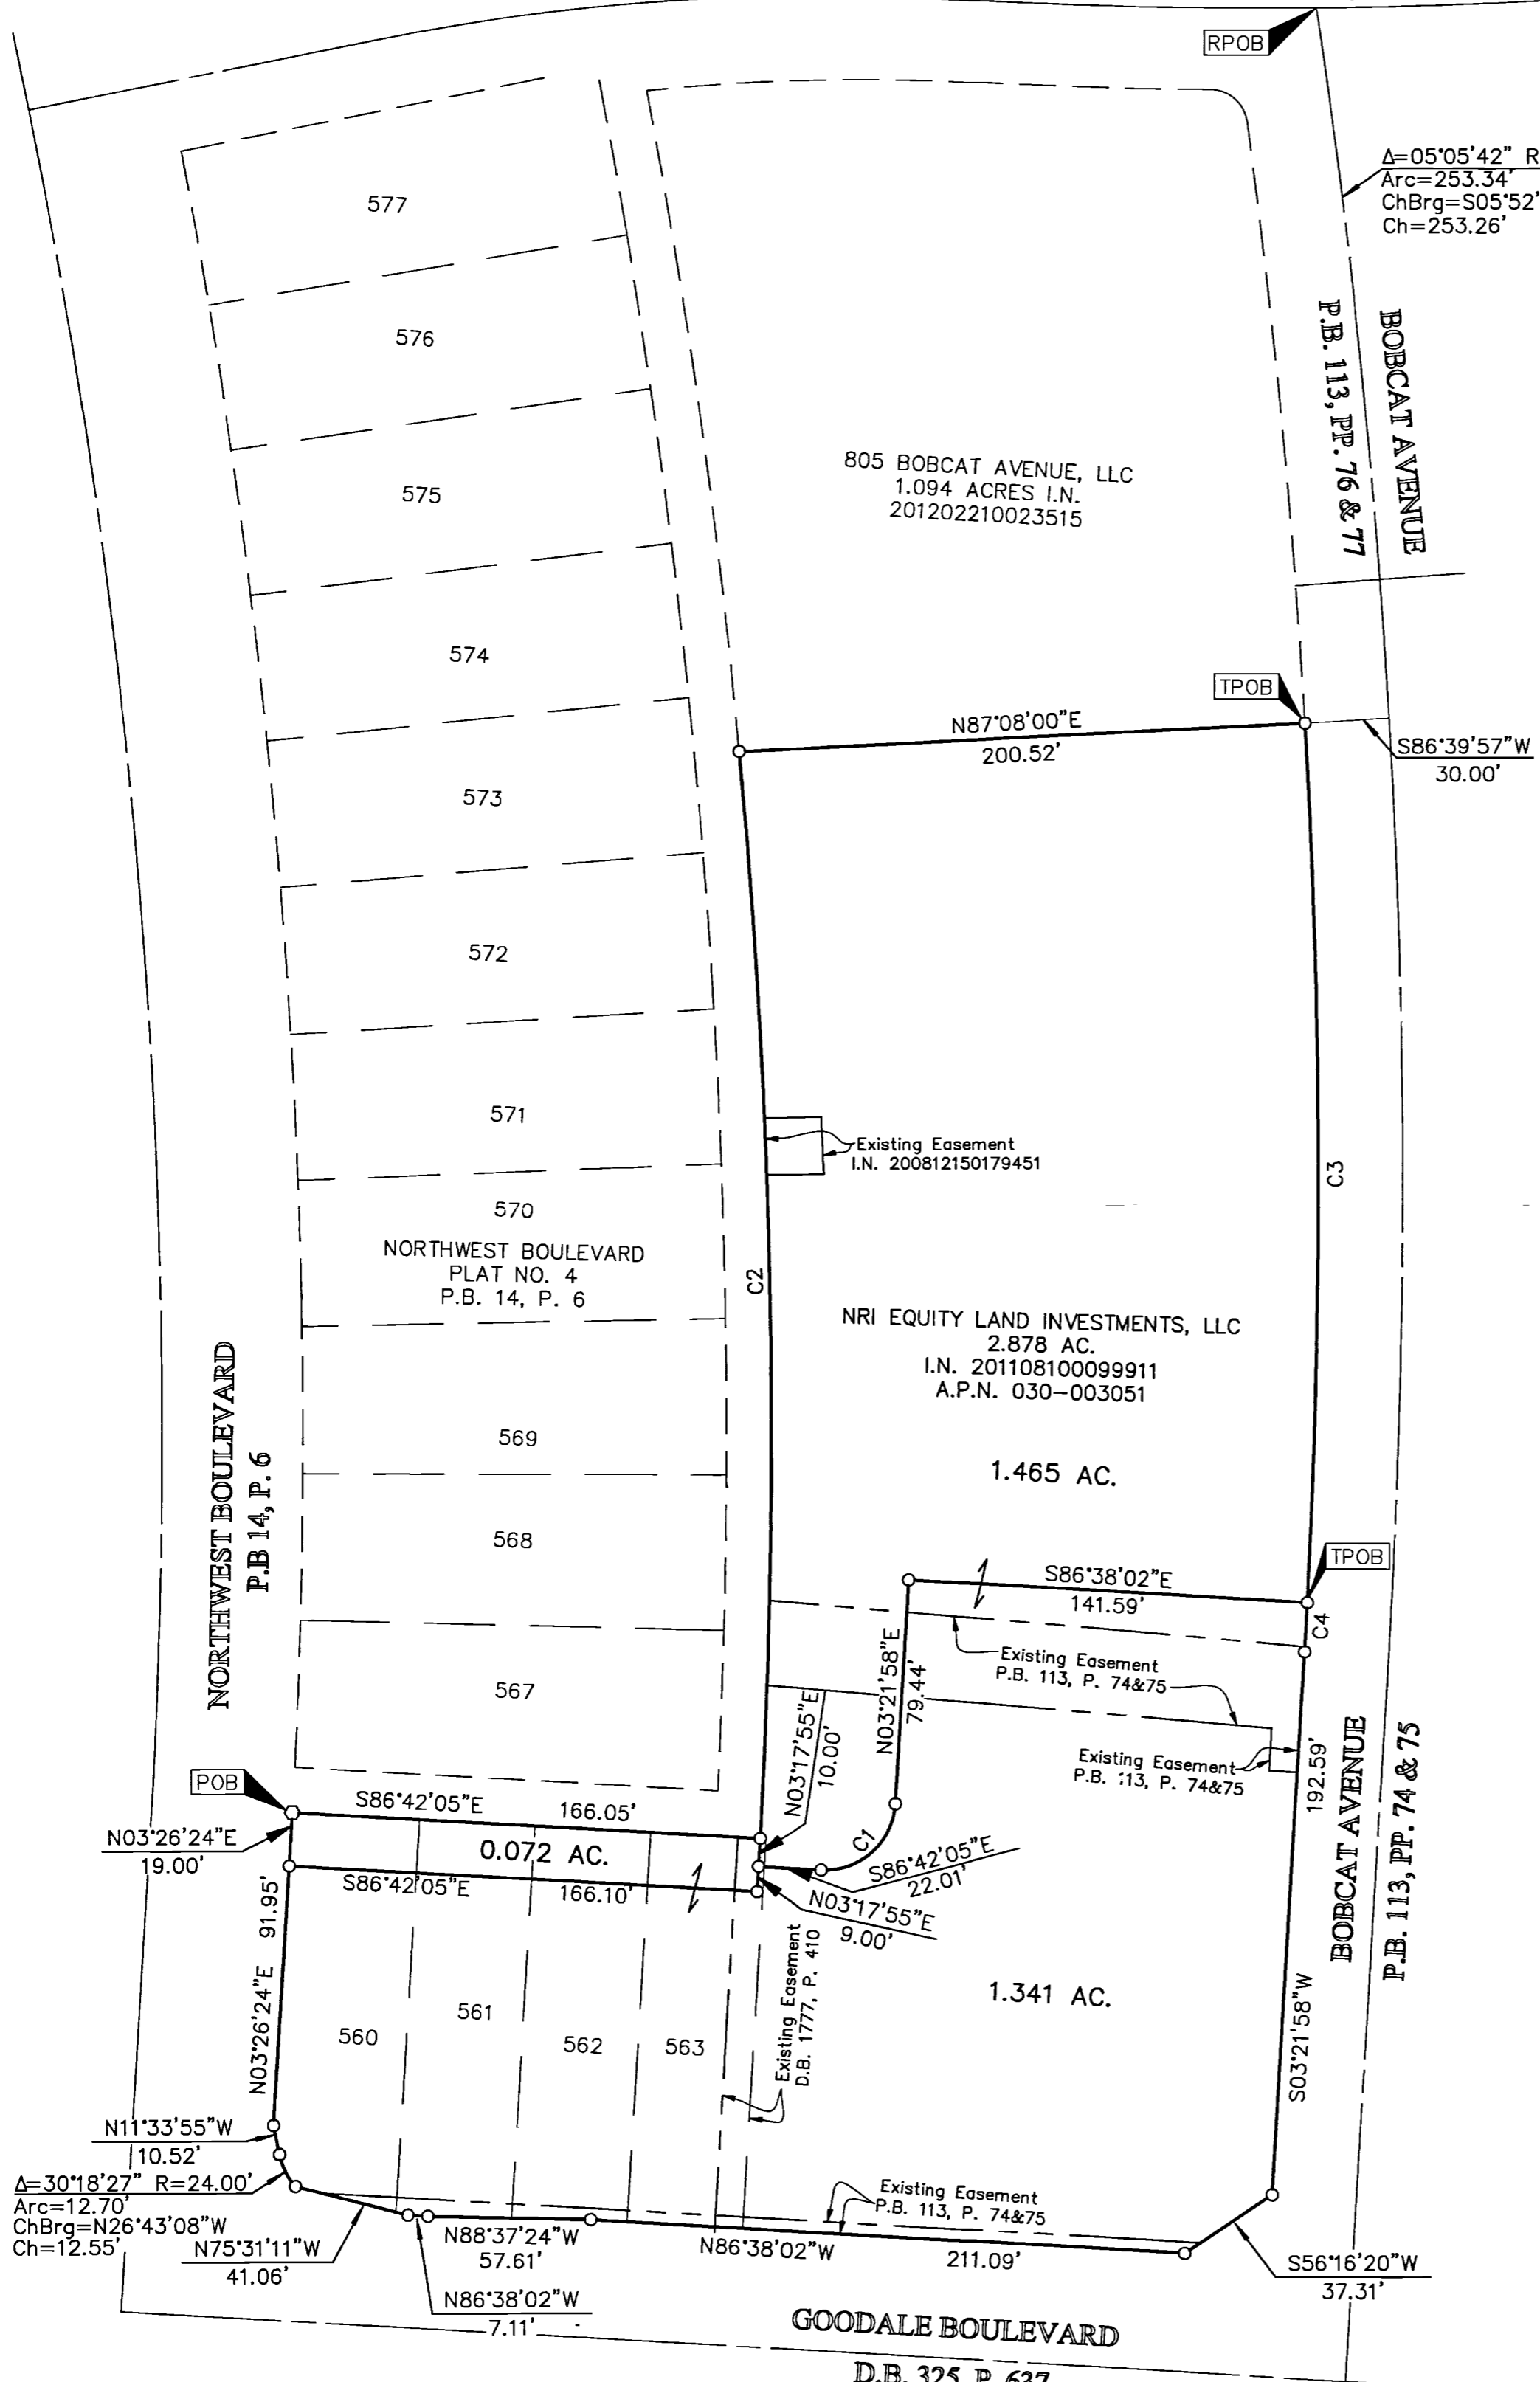 RPOB
Δ=05°05'42" R
Arc=253.34'
ChBrg=S05°52'
Ch=253.26'
577
576
575
574
573
572
571
570
NORTHWEST BOULEVARD
PLAT NO. 4
P.B. 14, P. 6
569
568
567
805 BOBCAT AVENUE, LLC
1.094 ACRES I.N.
201202210023515
BOBCAT AVENUE
P.B. 113, PP. 76 & 77
TPOB
N87°08'00"E
200.52'
S86°39'57"W
30.00'
Existing Easement
I.N. 200812150179451
C2
C3
NRI EQUITY LAND INVESTMENTS, LLC
2.878 AC.
I.N. 201108100099911
A.P.N. 030-003051
1.465 AC.
NORTHWEST BOULEVARD
P.B 14, P. 6
TPOB
S86°38'02"E
141.59'
C4
Existing Easement
P.B. 113, P. 74&75
N03°21'58"E
79.44'
N03°17'55"E
10.00'
Existing Easement
P.B. 113, P. 74&75
192.59'
S03°21'58"W
BOBCAT AVENUE
P.B. 113, PP. 74 & 75
POB
S86°42'05"E 166.05'
N03°26'24"E
19.00'
0.072 AC.
C1
S86°42'05"E
22.01'
S86°42'05"E 166.10'
N03°17'55"E
9.00'
N03°26'24"E 91.95'
Existing Easement
D.B. 1777, P. 410
1.341 AC.
560
561
562
563
N11°33'55"W
10.52'
Δ=30°18'27" R=24.00'
Arc=12.70'
ChBrg=N26°43'08"W
Ch=12.55'
N75°31'11"W
41.06'
N88°37'24"W
57.61'
N86°38'02"W
7.11'
Existing Easement
P.B. 113, P. 74&75
N86°38'02"W 211.09'
S56°16'20"W
37.31'
GOODALE BOULEVARD
D.B. 325, P. 637